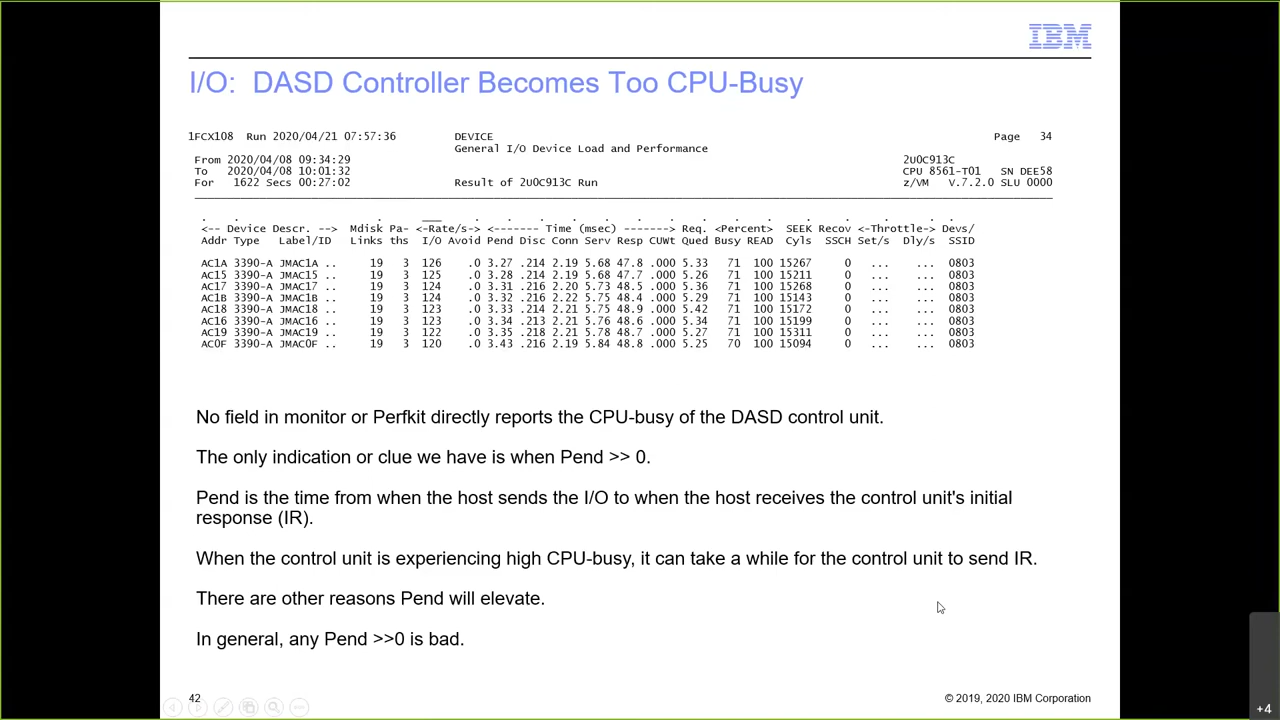 IBM
I/O: DASD Controller Becomes Too CPU-Busy
1FCX108 Run 2020/04/21 07:57:36 DEVICE Page 34
General I/O Device Load and Performance
From 2020/04/08 09:34:29 2U0C913C
To 2020/04/08 10:01:32 CPU 8561-T01 SN DEE58
For 1622 Secs 00:27:02 Result of 2U0C913C Run z/VM V.7.2.0 SLU 0000
. . . ___ . . . . . . . . . . . . . .
<-- Device Descr. --> Mdisk Pa- <-Rate/s-> <------- Time (msec) -------> Req. <Percent> SEEK Recov <-Throttle-> Devs/
Addr Type Label/ID Links ths I/O Avoid Pend Disc Conn Serv Resp CUWt Qued Busy READ Cyls SSCH Set/s Dly/s SSID
AC1A 3390-A JMAC1A .. 19 3 126 .0 3.27 .214 2.19 5.68 47.8 .000 5.33 71 100 15267 0 ... ... 0803
AC15 3390-A JMAC15 .. 19 3 125 .0 3.28 .214 2.19 5.68 47.7 .000 5.26 71 100 15211 0 ... ... 0803
AC17 3390-A JMAC17 .. 19 3 124 .0 3.31 .216 2.20 5.73 48.5 .000 5.36 71 100 15268 0 ... ... 0803
AC1B 3390-A JMAC1B .. 19 3 124 .0 3.32 .216 2.22 5.75 48.4 .000 5.29 71 100 15143 0 ... ... 0803
AC18 3390-A JMAC18 .. 19 3 123 .0 3.33 .214 2.21 5.75 48.9 .000 5.42 71 100 15172 0 ... ... 0803
AC16 3390-A JMAC16 .. 19 3 123 .0 3.34 .213 2.21 5.76 48.6 .000 5.34 71 100 15199 0 ... ... 0803
AC19 3390-A JMAC19 .. 19 3 122 .0 3.35 .218 2.21 5.78 48.7 .000 5.27 71 100 15311 0 ... ... 0803
AC0F 3390-A JMAC0F .. 19 3 120 .0 3.43 .216 2.19 5.84 48.8 .000 5.25 70 100 15094 0 ... ... 0803
No field in monitor or Perfkit directly reports the CPU-busy of the DASD control unit.
The only indication or clue we have is when Pend >> 0.
Pend is the time from when the host sends the I/O to when the host receives the control unit's initial
response (IR).
When the control unit is experiencing high CPU-busy, it can take a while for the control unit to send IR.
There are other reasons Pend will elevate.
In general, any Pend >>0 is bad.
42
© 2019, 2020 IBM Corporation
+4